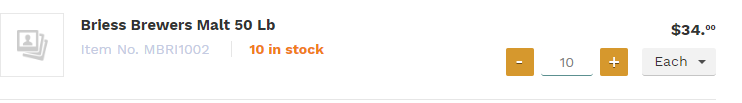 Briess Brewers Malt 50 Lb
$34.00
Item No. MBRI1002 10 in stock
- 10 + Each